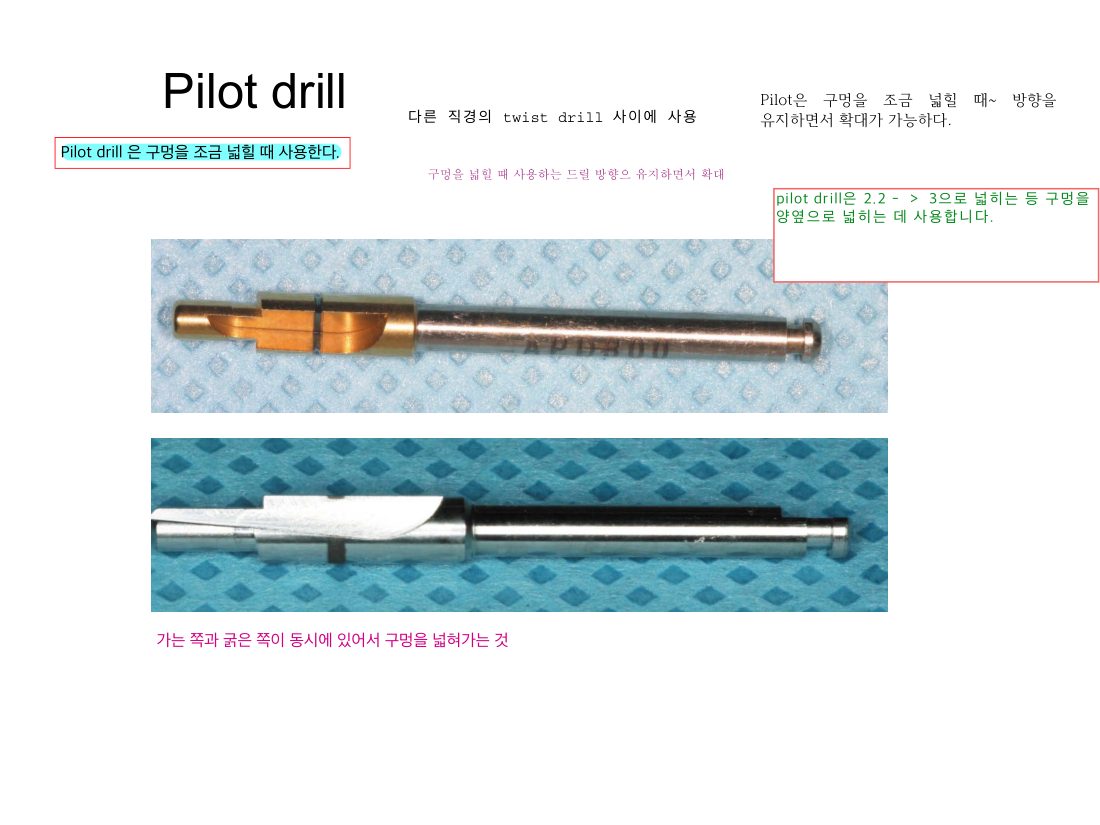 Pilot drill
Pilot drill 은 구멍을 조금 넓힐 때 사용한다.
다른 직경의 twist drill 사이에 사용
구멍을 넓힐 때 사용하는 드릴 방향으 유지하면서 확대
Pilot은 구멍을 조금 넓힐 때~ 방향을
유지하면서 확대가 가능하다.
pilot drill은 2.2 - > 3으로 넓히는 등 구멍을
양옆으로 넓히는 데 사용합니다.
APD300
가는 쪽과 굵은 쪽이 동시에 있어서 구멍을 넓혀가는 것